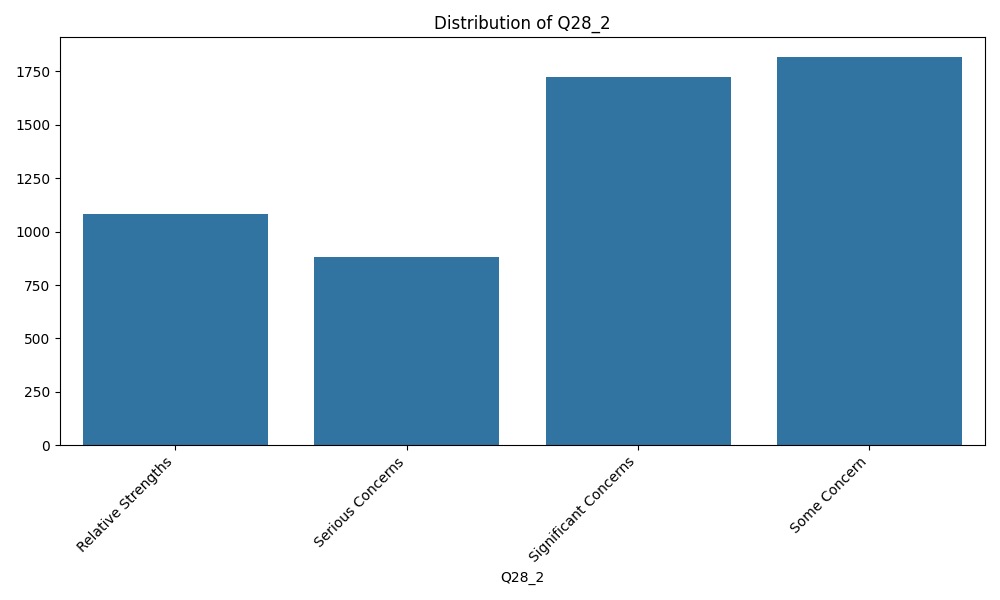 Distribution of Q28_2
1750
1500
1250
1000
750
500
250
0
Relative Strengths
Serious Concerns
Significant Concerns
Some Concern
Q28_2